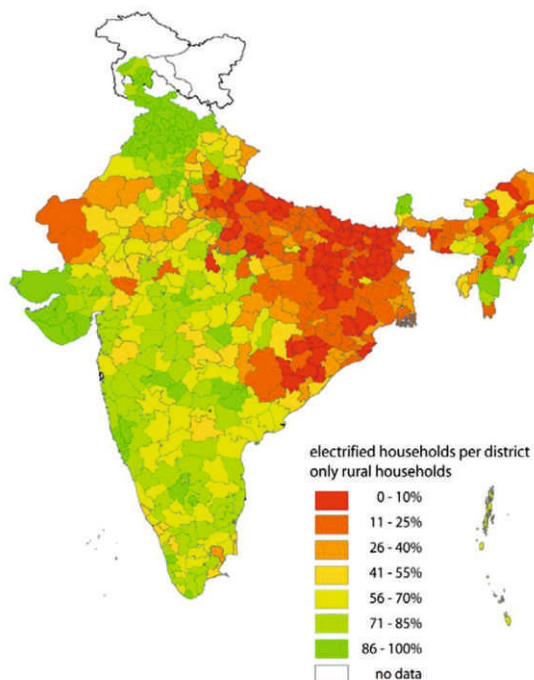 electrified households per district
only rural households
0 - 10%
11 - 25%
26 - 40%
41 - 55%
56 - 70%
71 - 85%
86 - 100%
no data